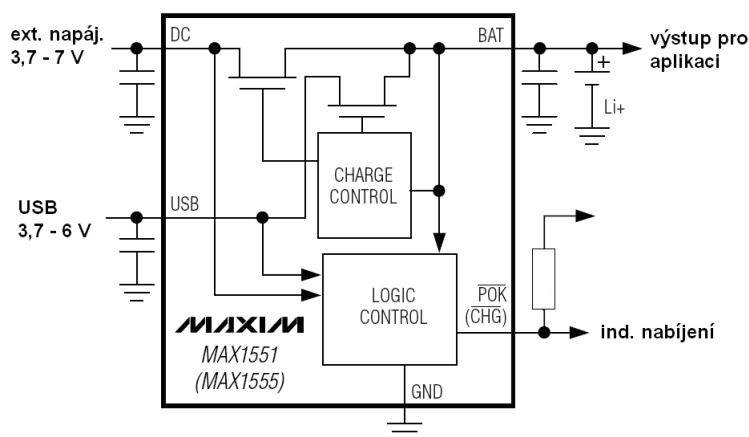 ext. napáj.
3,7 - 7 V
DC
BAT
výstup pro
aplikaci
+
Li+
CHARGE
CONTROL
USB
3,7 - 6 V
USB
LOGIC
CONTROL
POK
(CHG)
ind. nabíjení
MAXIM
MAX1551
(MAX1555)
GND